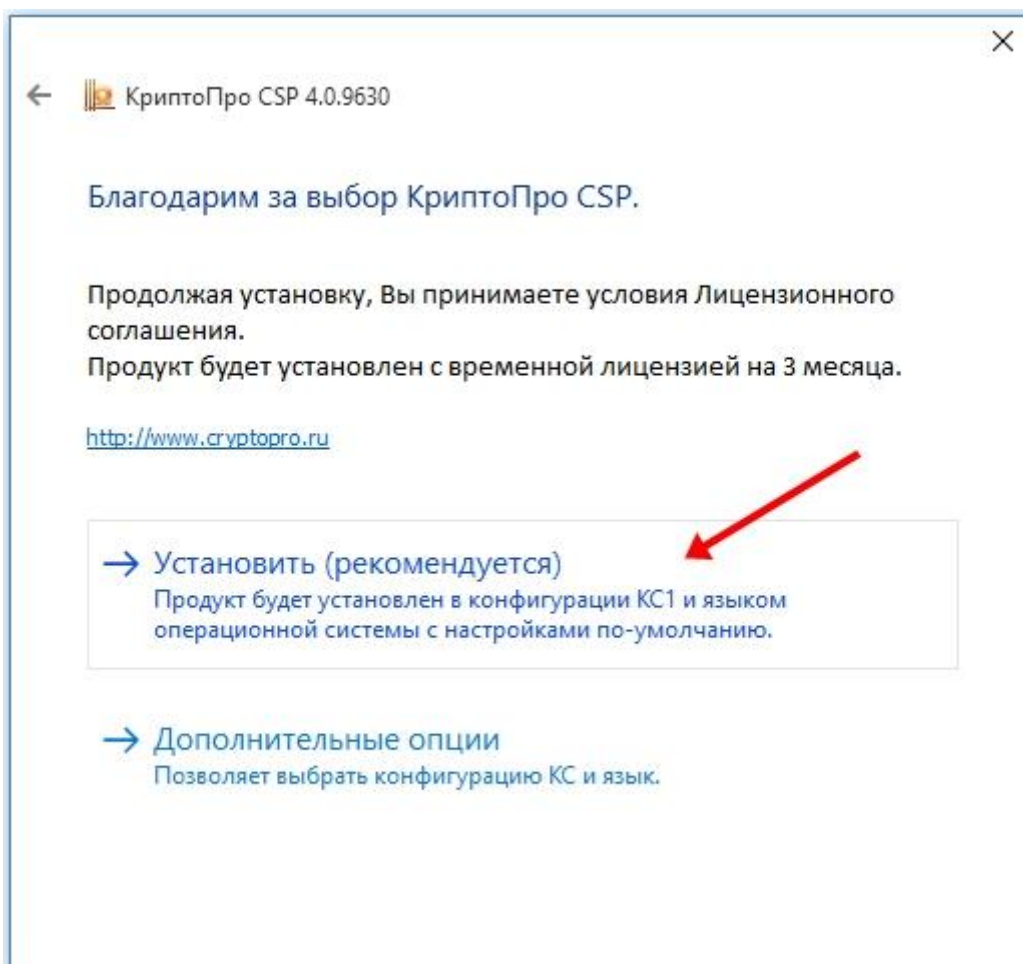 КриптоПро CSP 4.0.9630
Благодарим за выбор КриптоПро CSP.
Продолжая установку, Вы принимаете условия Лицензионного
соглашения.
Продукт будет установлен с временной лицензией на 3 месяца.
http://www.cryptopro.ru
Установить (рекомендуется)
Продукт будет установлен в конфигурации КС1 и языком
операционной системы с настройками по-умолчанию.
Дополнительные опции
Позволяет выбрать конфигурацию КС и язык.